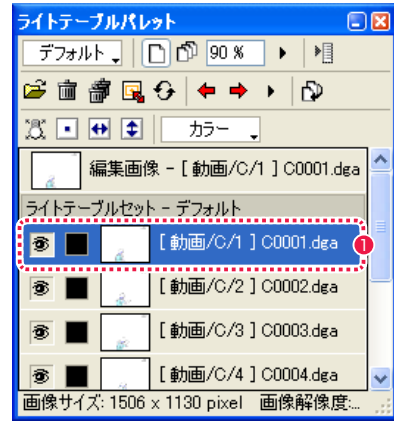 ライトテーブルパレット
デフォルト 90 %
カラー
編集画像 - [ 動画/C/1 ] C0001.dga
ライトテーブルセット - デフォルト
[ 動画/C/1 ] C0001.dga 1
[ 動画/C/2 ] C0002.dga
[ 動画/C/3 ] C0003.dga
[ 動画/C/4 ] C0004.dga
画像サイズ: 1506 x 1130 pixel 画像解像度:...